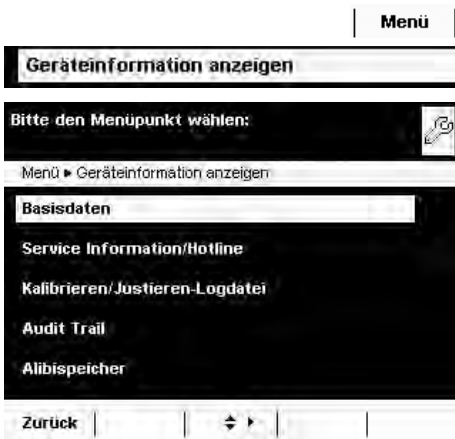 Menü
Geräteinformation anzeigen
Bitte den Menüpunkt wählen:
Menü ▸ Geräteinformation anzeigen
Basisdaten
Service Information/Hotline
Kalibrieren/Justieren-Logdatei
Audit Trail
Alibispeicher
Zurück